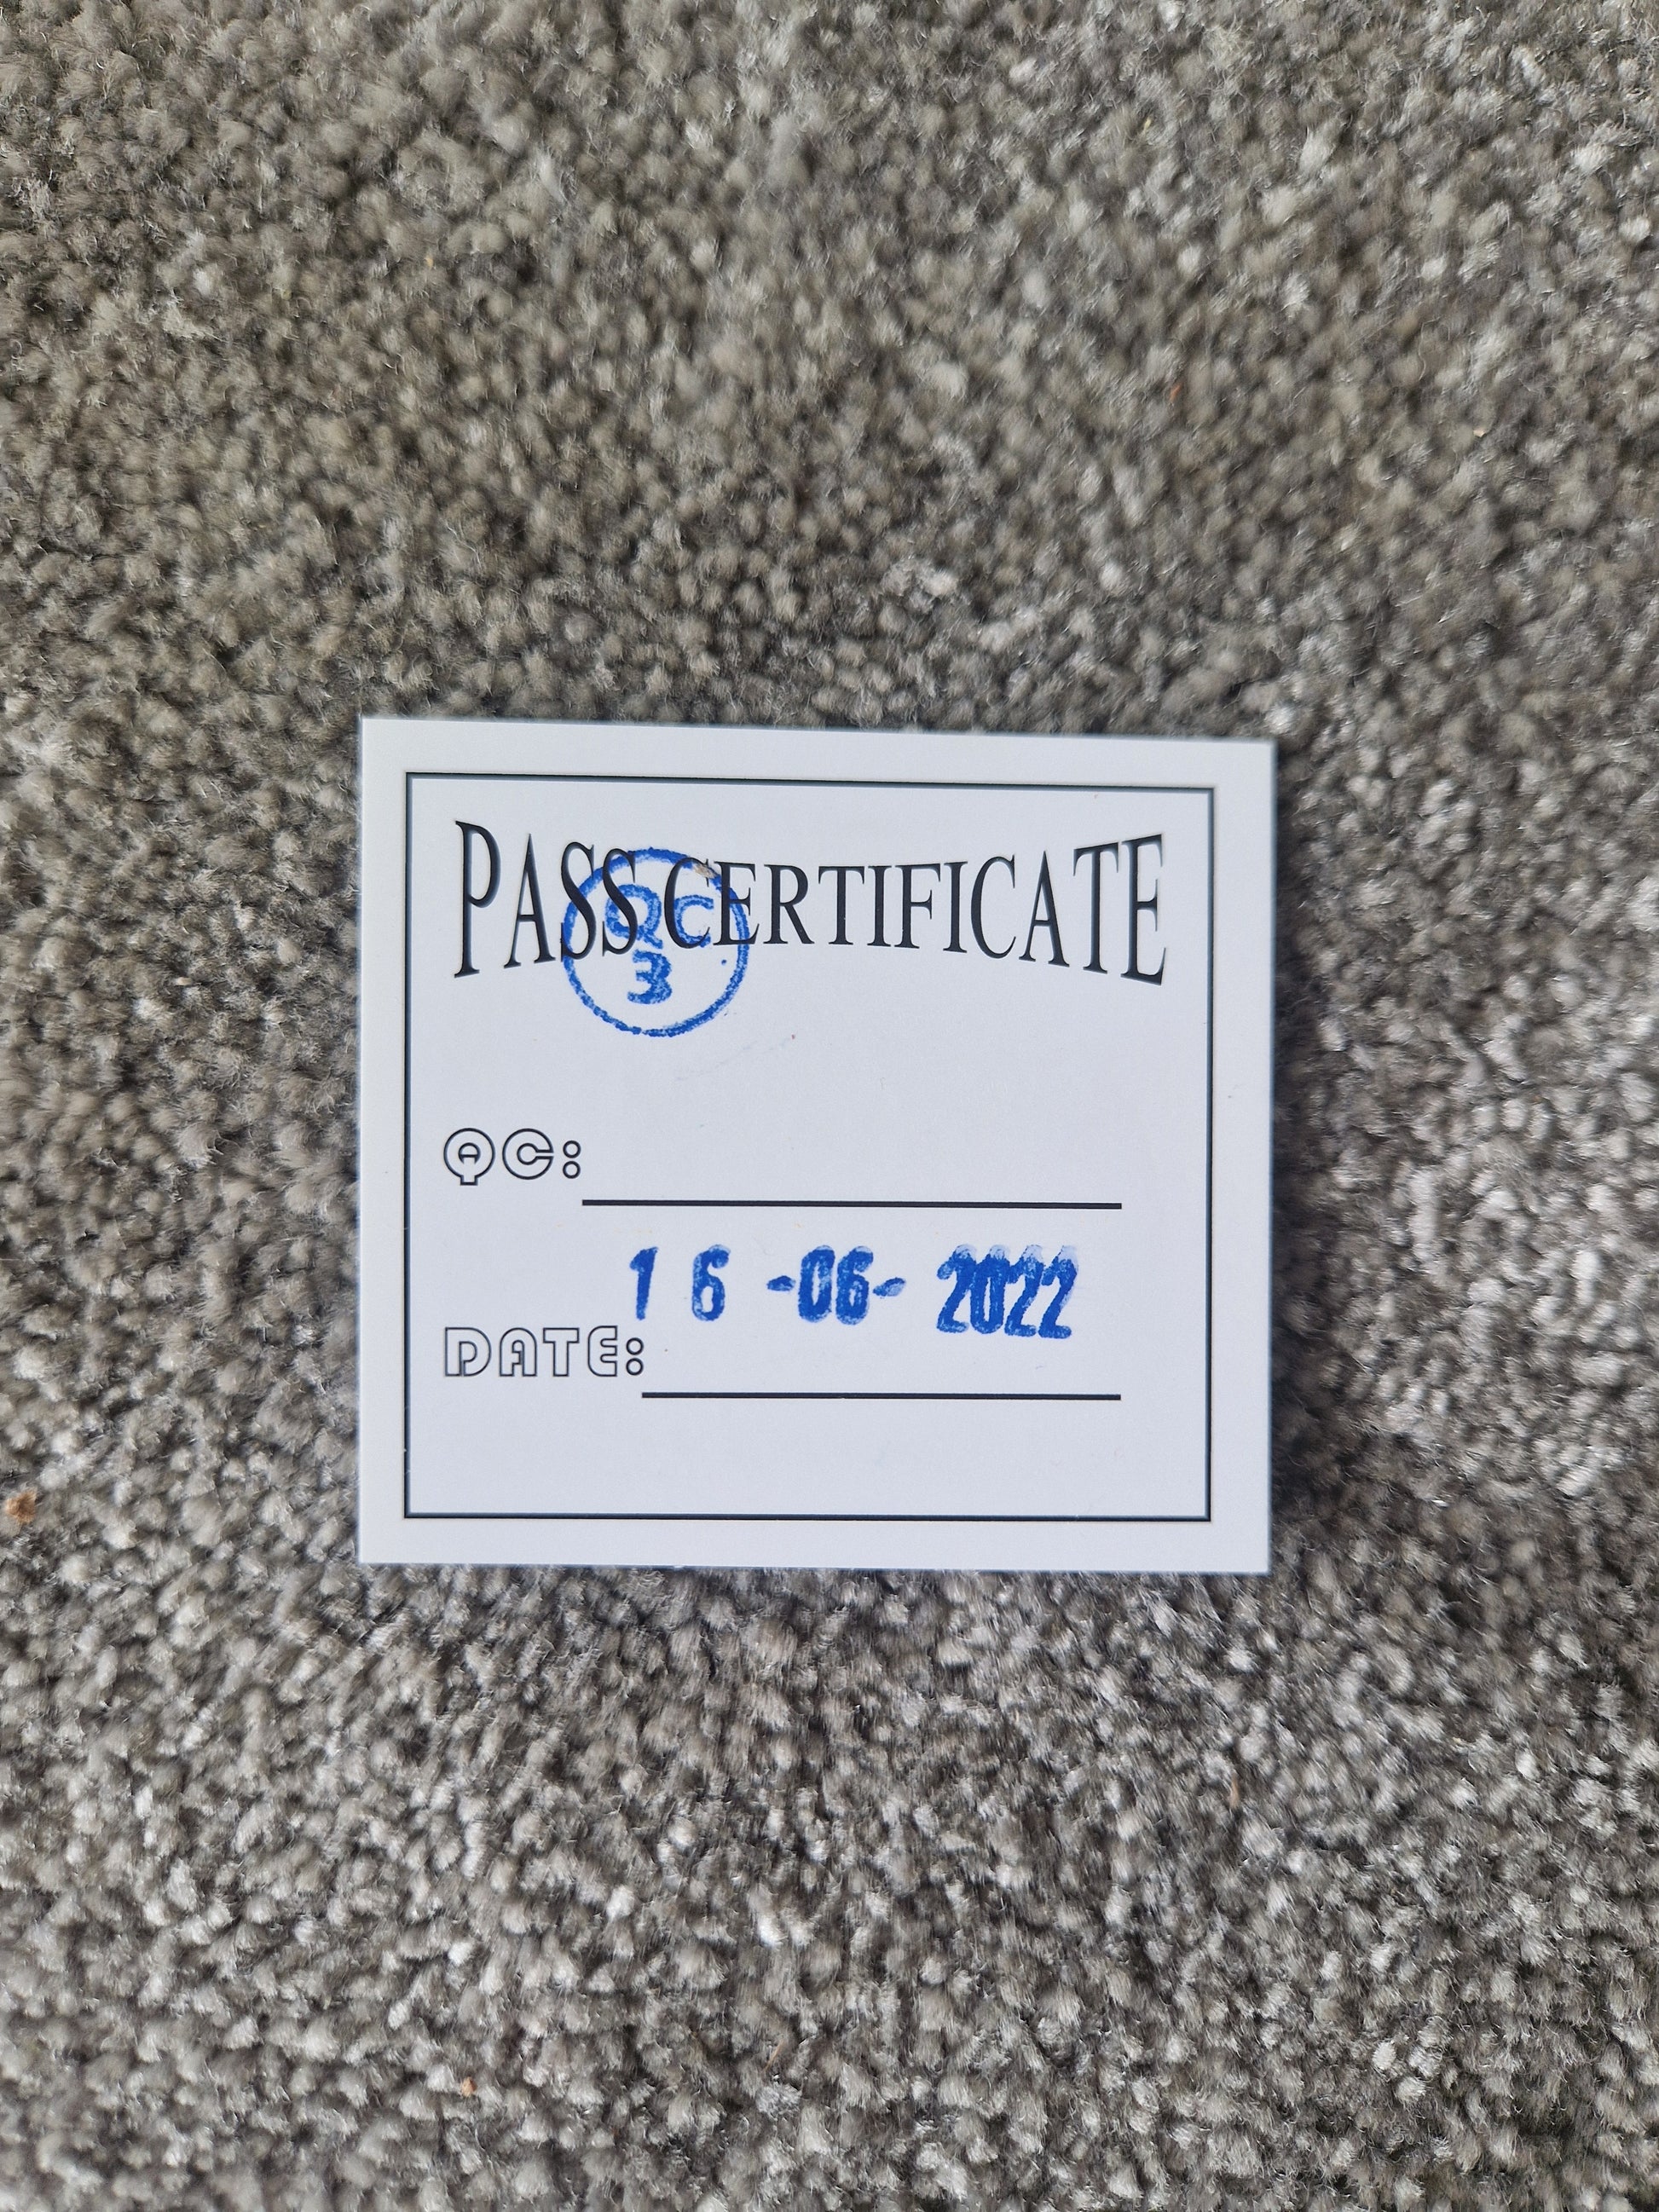 PASS CERTIFICATE
QC
3
QC:
16 -06- 2022
DATE: